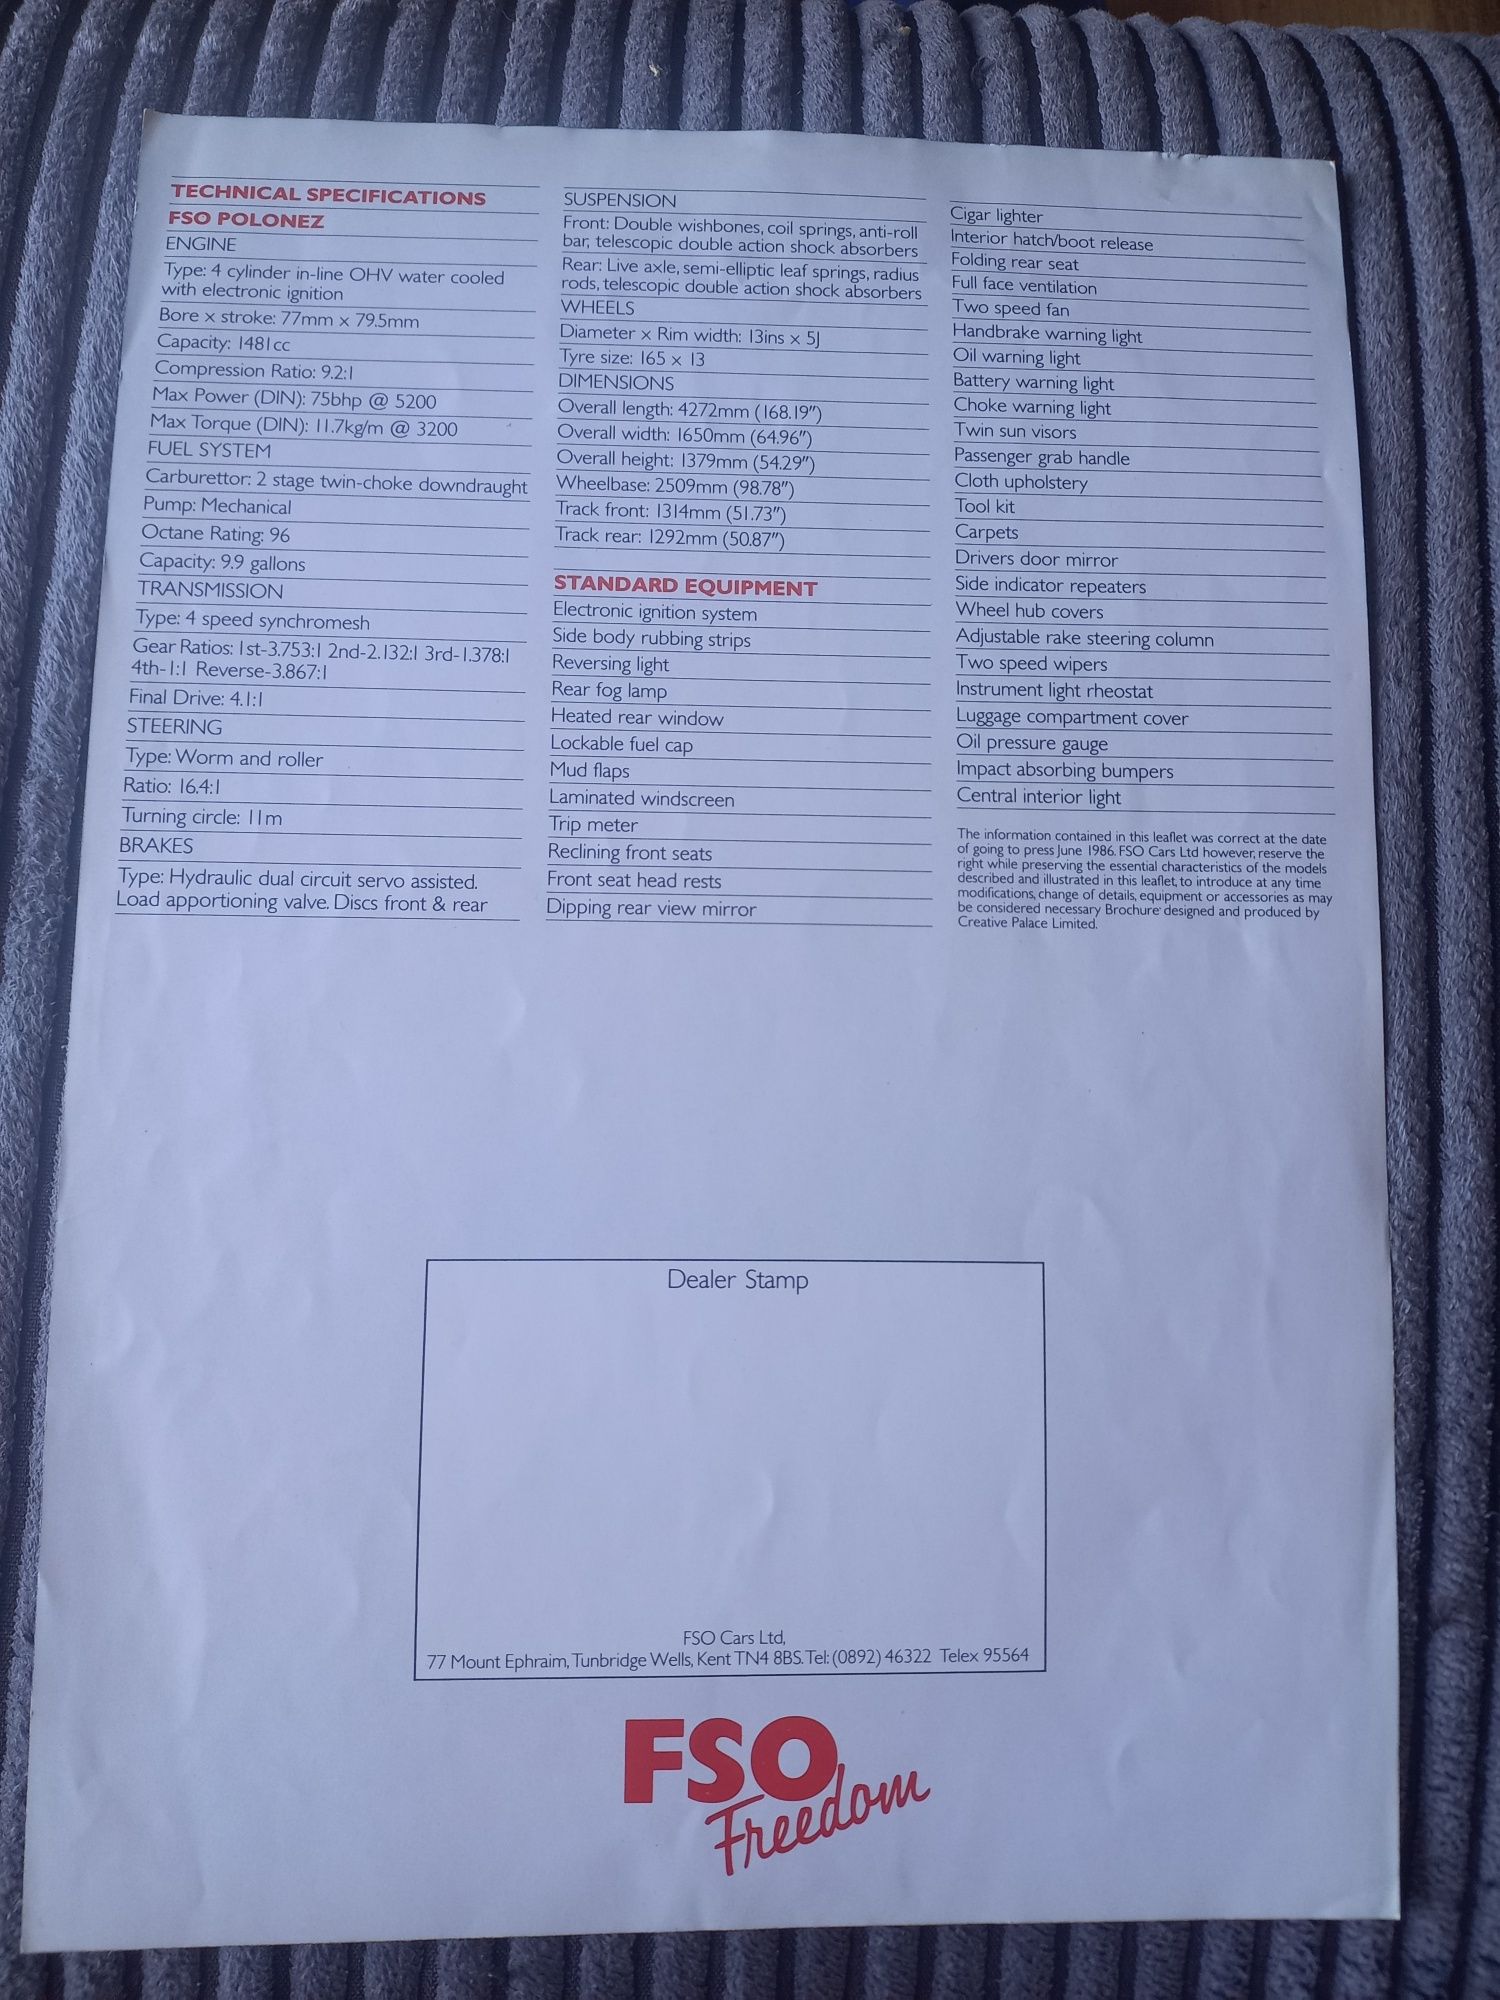 TECHNICAL SPECIFICATIONS
FSO POLONEZ
ENGINE
Type: 4 cylinder in-line OHV water cooled
with electronic ignition
Bore x stroke: 77mm x 79.5mm
Capacity: 1481cc
Compression Ratio: 9.2:1
Max Power (DIN): 75bhp @ 5200
Max Torque (DIN): 11.7kg/m @ 3200
FUEL SYSTEM
Carburettor: 2 stage twin-choke downdraught
Pump: Mechanical
Octane Rating: 96
Capacity: 9.9 gallons
TRANSMISSION
Type: 4 speed synchromesh
Gear Ratios: 1st-3.753:1 2nd-2.132:1 3rd-1.378:1
4th-1:1 Reverse-3.867:1
Final Drive: 4.1:1
STEERING
Type: Worm and roller
Ratio: 16.4:1
Turning circle: 11m
BRAKES
Type: Hydraulic dual circuit servo assisted.
Load apportioning valve. Discs front & rear
SUSPENSION
Front: Double wishbones, coil springs, anti-roll
bar, telescopic double action shock absorbers
Rear: Live axle, semi-elliptic leaf springs, radius
rods, telescopic double action shock absorbers
WHEELS
Diameter x Rim width: 13ins x 5J
Tyre size: 165 x 13
DIMENSIONS
Overall length: 4272mm (168.19")
Overall width: 1650mm (64.96")
Overall height: 1379mm (54.29")
Wheelbase: 2509mm (98.78")
Track front: 1314mm (51.73")
Track rear: 1292mm (50.87")
STANDARD EQUIPMENT
Electronic ignition system
Side body rubbing strips
Reversing light
Rear fog lamp
Heated rear window
Lockable fuel cap
Mud flaps
Laminated windscreen
Trip meter
Reclining front seats
Front seat head rests
Dipping rear view mirror
Cigar lighter
Interior hatch/boot release
Folding rear seat
Full face ventilation
Two speed fan
Handbrake warning light
Oil warning light
Battery warning light
Choke warning light
Twin sun visors
Passenger grab handle
Cloth upholstery
Tool kit
Carpets
Drivers door mirror
Side indicator repeaters
Wheel hub covers
Adjustable rake steering column
Two speed wipers
Instrument light rheostat
Luggage compartment cover
Oil pressure gauge
Impact absorbing bumpers
Central interior light
The information contained in this leaflet was correct at the date
of going to press June 1986. FSO Cars Ltd however, reserve the
right while preserving the essential characteristics of the models
described and illustrated in this leaflet, to introduce at any time
modifications, change of details, equipment or accessories as may
be considered necessary Brochure designed and produced by
Creative Palace Limited.
Dealer Stamp
FSO Cars Ltd,
77 Mount Ephraim, Tunbridge Wells, Kent TN4 8BS. Tel: (0892) 46322 Telex 95564
FSO
Freedom